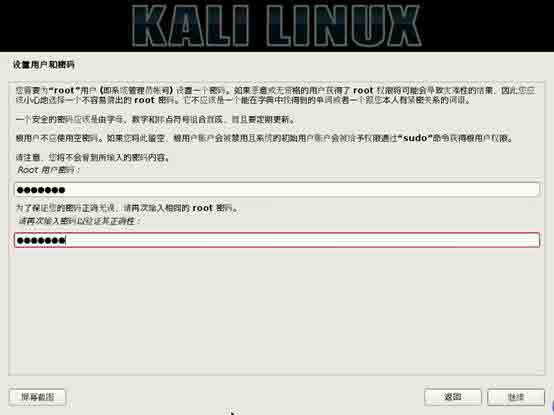 KALI LINUX
设置用户和密码
您需要为“root”用户 (即系统管理员帐号) 设置一个密码。如果恶意或无资格的用户获得了 root 权限将可能会导致灾难性的结果，因此您应
该小心地选择一个不容易猜出的 root 密码。它不应该是一个能在字典中找得到的单词或者一个跟您本人有紧密关系的词语。
一个安全的密码应该是由字母、数字和标点符号组合而成，而且要定期更新。
根用户不应使用空密码。如果您将此留空，根用户账户会被禁用且系统的初始用户账户会被给予权限通过“sudo”命令获得根用户权限。
请注意，您将不会看到所输入的密码内容。
Root 用户密码：
为了保证您的密码正确无误，请再次输入相同的 root 密码。
请再次输入密码以验证其正确性：
屏幕截图
返回
继续